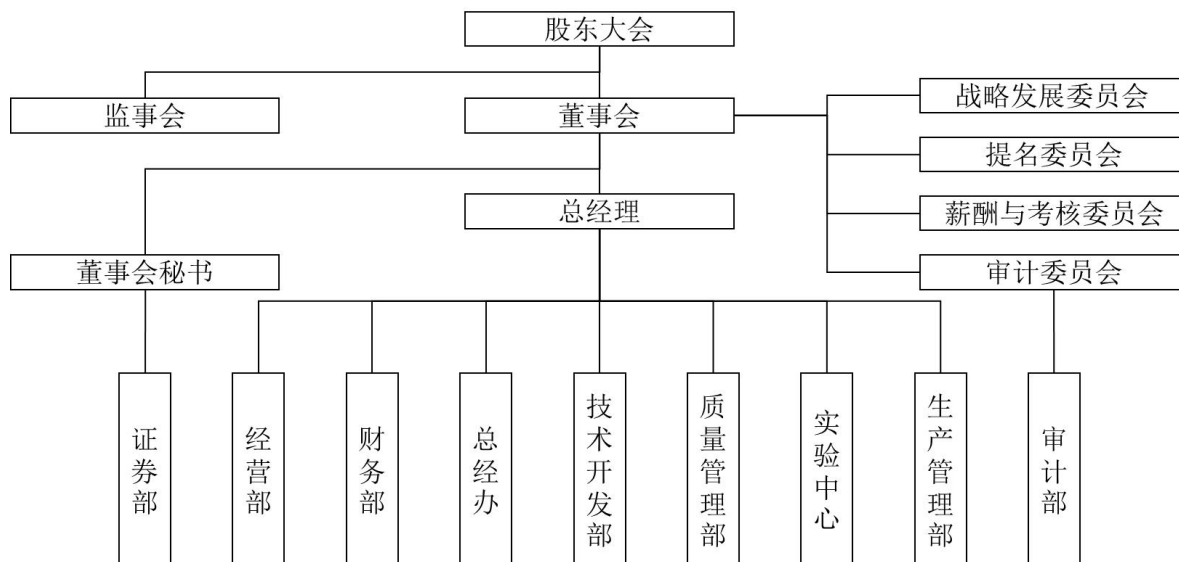 股东大会
监事会
董事会
战略发展委员会
提名委员会
总经理
薪酬与考核委员会
董事会秘书
审计委员会
证券部
经营部
财务部
总经办
技术开发部
质量管理部
实验中心
生产管理部
审计部